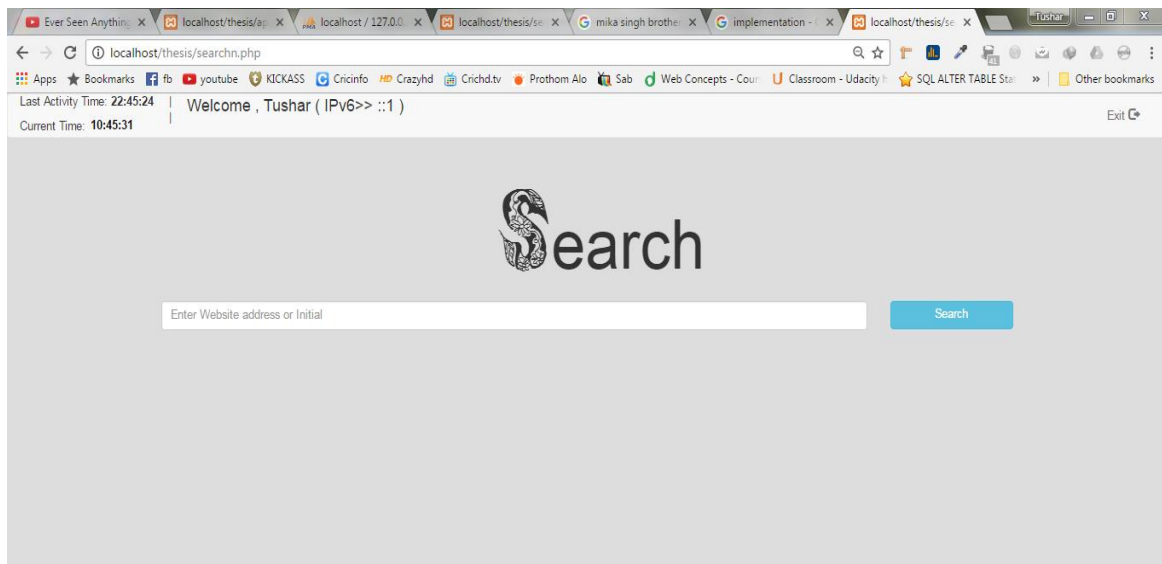 Ever Seen Anything localhost/thesis/ap localhost / 127.0.0 localhost/thesis/se mika singh brother implementation - localhost/thesis/se Tushar
localhost/thesis/searchn.php
Apps Bookmarks fb youtube KICKASS Cricinfo HD Crazyhd Crichd.tv Prothom Alo Sab Web Concepts - Cour Classroom - Udacity SQL ALTER TABLE Sta » Other bookmarks
Last Activity Time: 22:45:24 | Welcome , Tushar ( IPv6>> ::1 )
Current Time: 10:45:31 | Exit
Search
Enter Website address or Initial Search